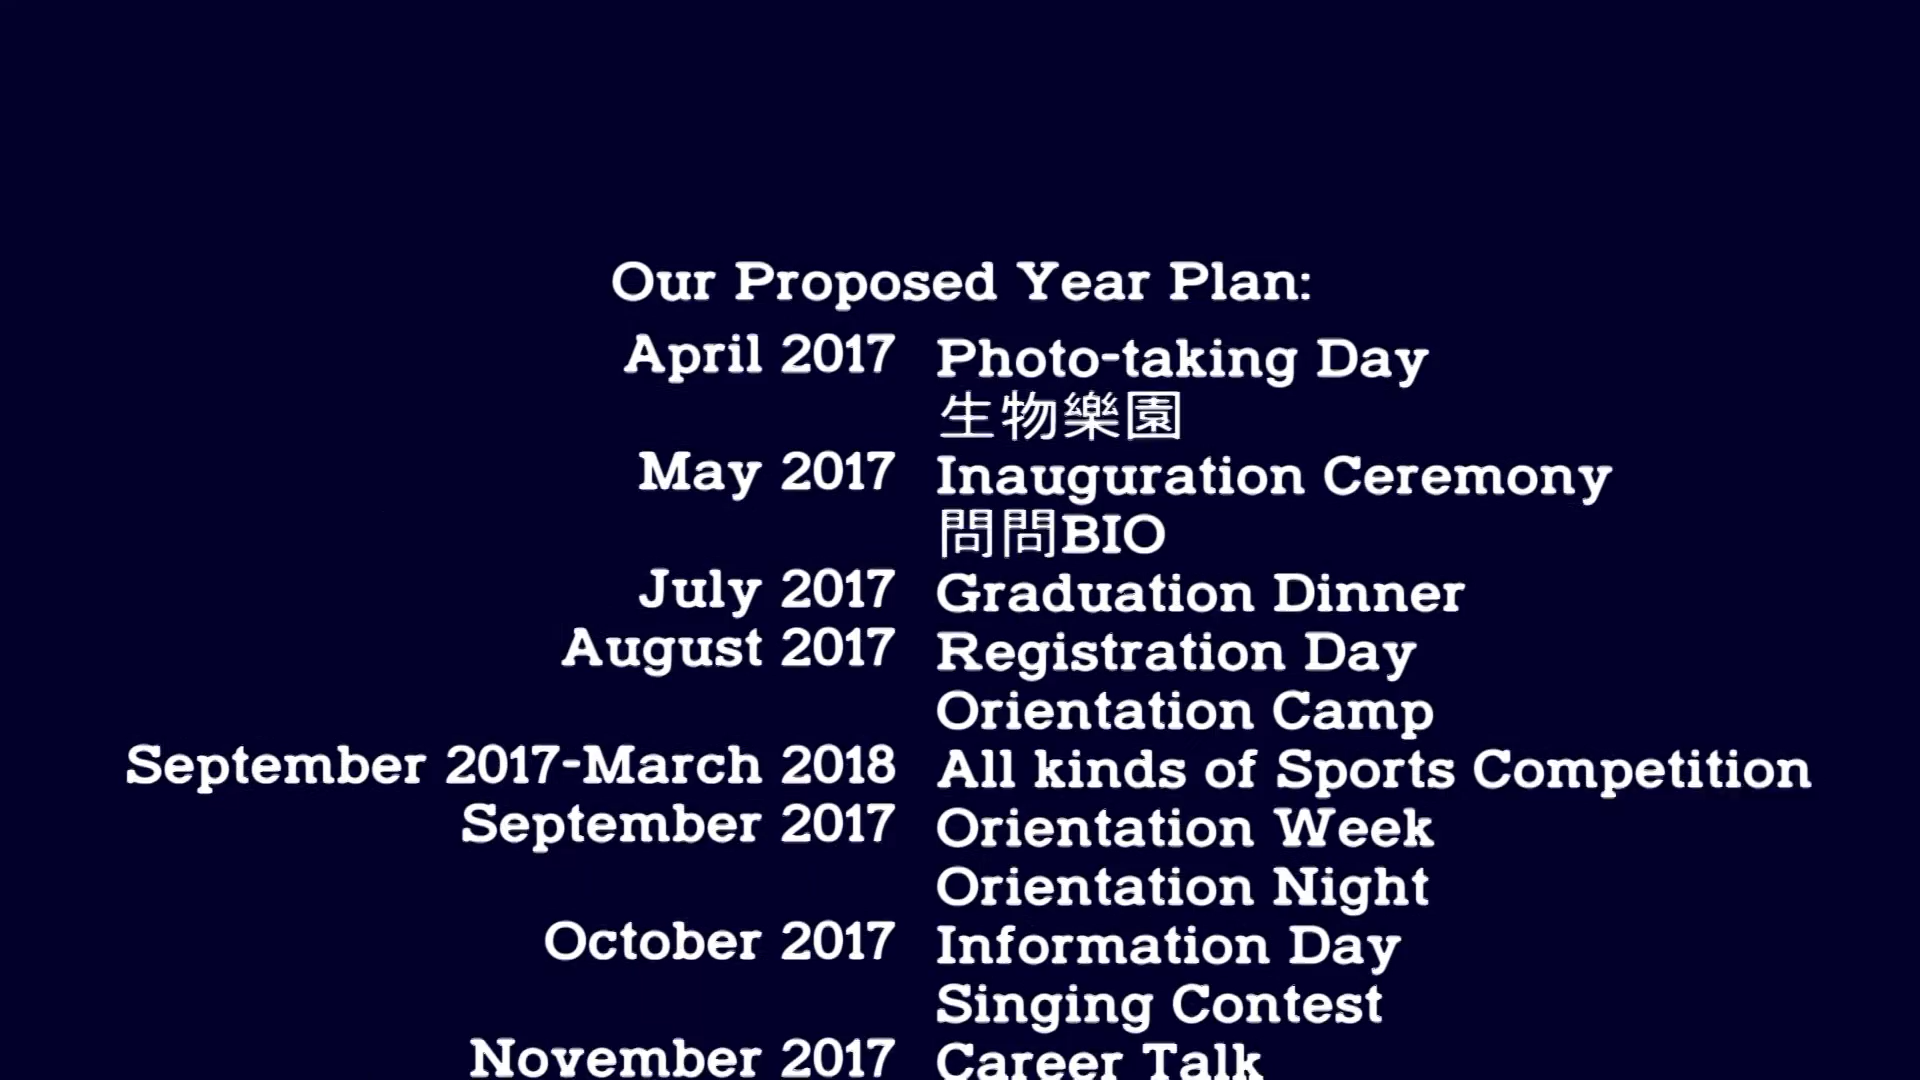 Our Proposed Year Plan:
April 2017 Photo-taking Day
生物樂園
May 2017 Inauguration Ceremony
問問BIO
July 2017 Graduation Dinner
August 2017 Registration Day
Orientation Camp
September 2017-March 2018 All kinds of Sports Competition
September 2017 Orientation Week
Orientation Night
October 2017 Information Day
Singing Contest
November 2017 Career Talk